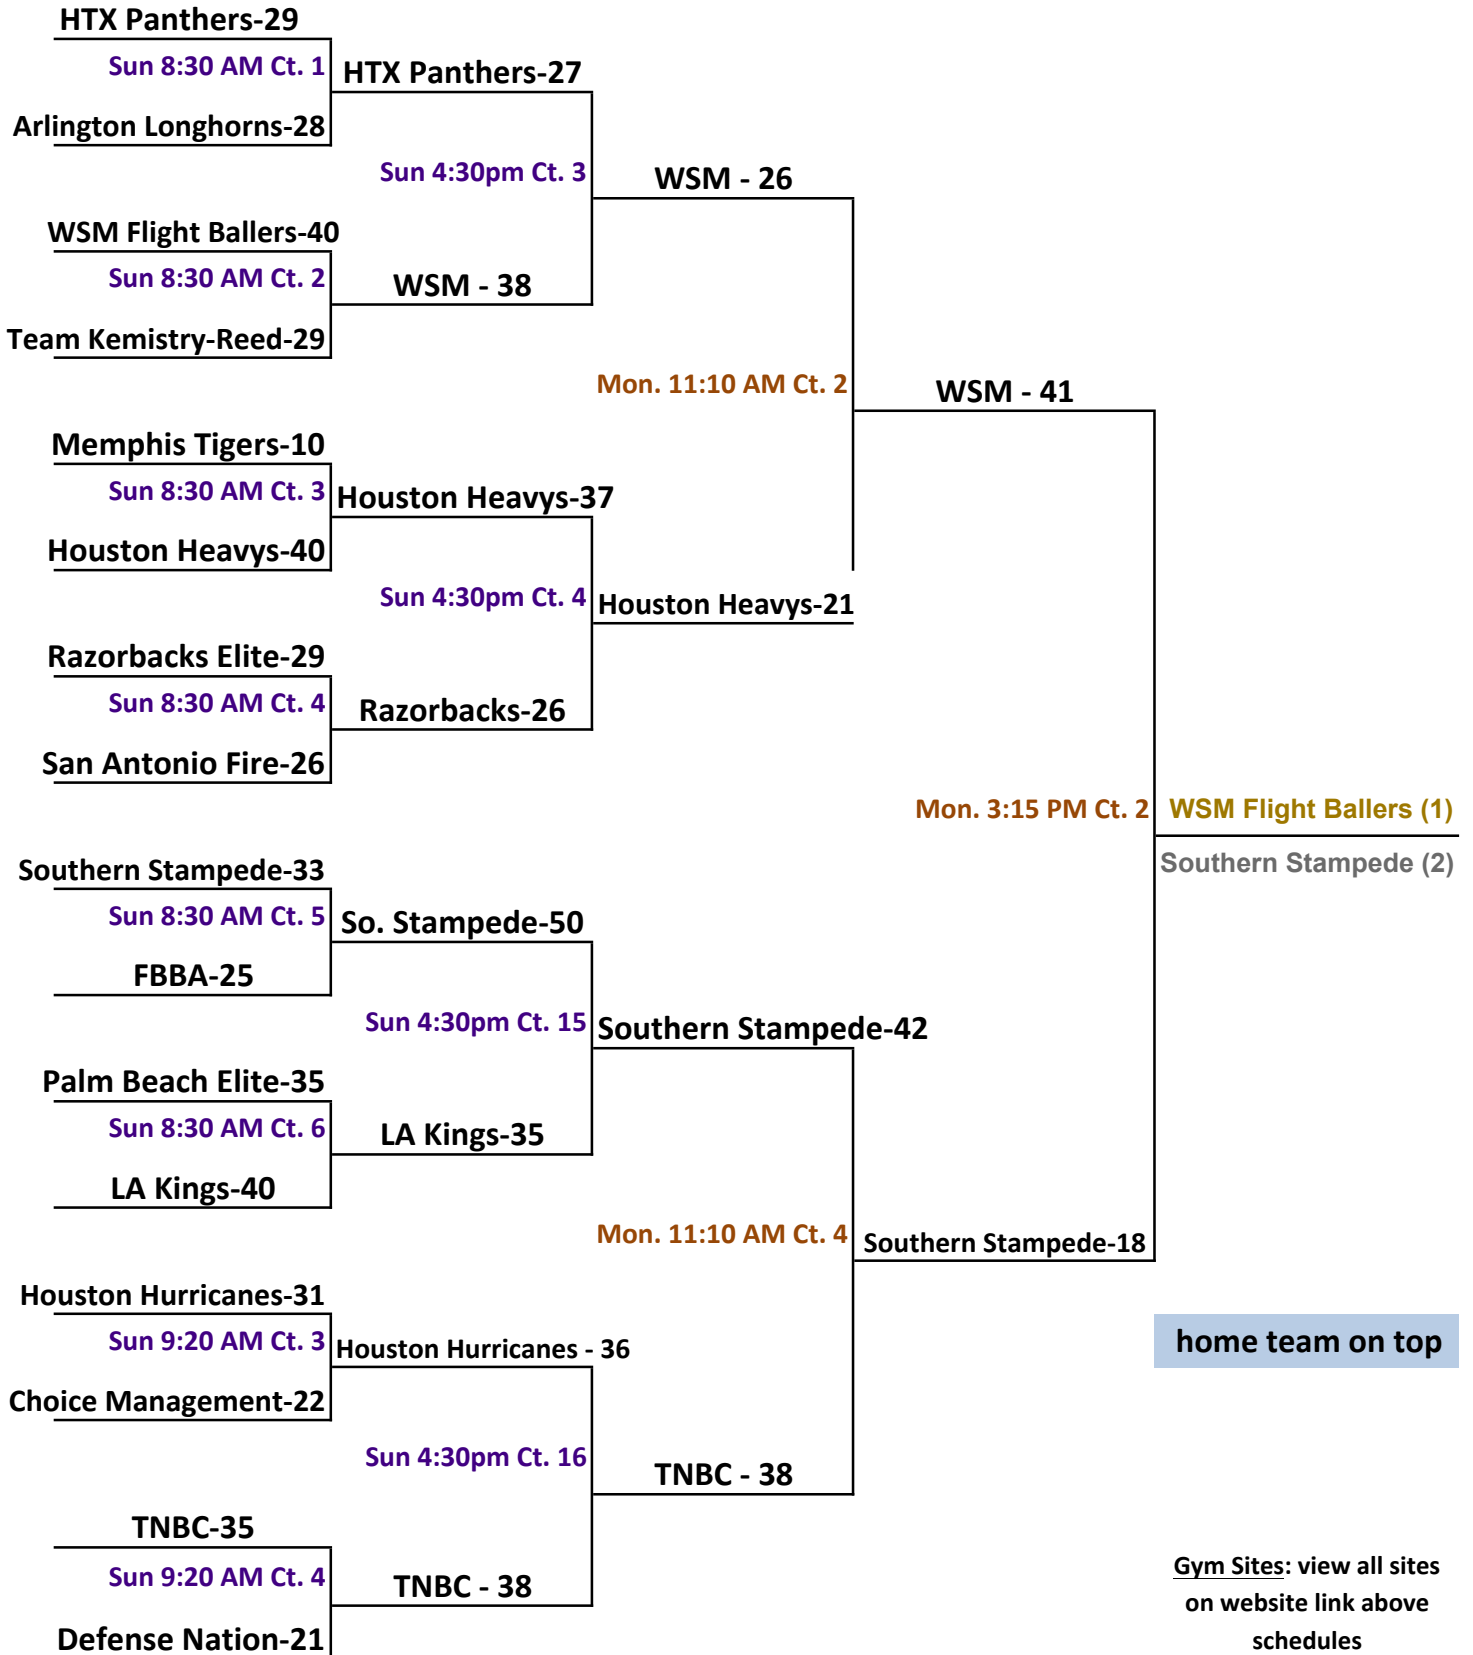 HTX Panthers-29
Sun 8:30 AM Ct. 1
HTX Panthers-27
Arlington Longhorns-28
Sun 4:30pm Ct. 3
WSM - 26
WSM Flight Ballers-40
Sun 8:30 AM Ct. 2
WSM - 38
Team Kemistry-Reed-29
Mon. 11:10 AM Ct. 2
WSM - 41
Memphis Tigers-10
Sun 8:30 AM Ct. 3
Houston Heavys-37
Houston Heavys-40
Sun 4:30pm Ct. 4
Houston Heavys-21
Razorbacks Elite-29
Sun 8:30 AM Ct. 4
Razorbacks-26
San Antonio Fire-26
Mon. 3:15 PM Ct. 2
WSM Flight Ballers (1)
Southern Stampede (2)
Southern Stampede-33
Sun 8:30 AM Ct. 5
So. Stampede-50
FBBA-25
Sun 4:30pm Ct. 15
Southern Stampede-42
Palm Beach Elite-35
Sun 8:30 AM Ct. 6
LA Kings-35
LA Kings-40
Mon. 11:10 AM Ct. 4
Southern Stampede-18
Houston Hurricanes-31
Sun 9:20 AM Ct. 3
Houston Hurricanes - 36
home team on top
Choice Management-22
Sun 4:30pm Ct. 16
TNBC - 38
TNBC-35
Sun 9:20 AM Ct. 4
TNBC - 38
Defense Nation-21
Gym Sites: view all sites
on website link above
schedules